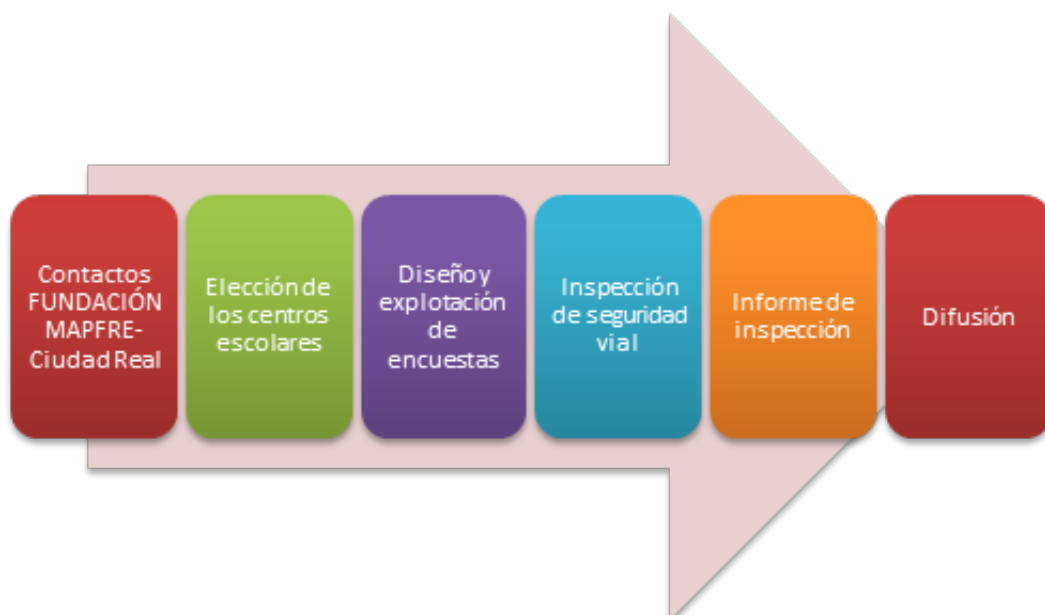 Contactos
FUNDACIÓN
MAPFRE-
Ciudad Real
Elección de
los centros
escolares
Diseño y
explotación
de
encuestas
Inspección
de seguridad
vial
Informe de
inspección
Difusión